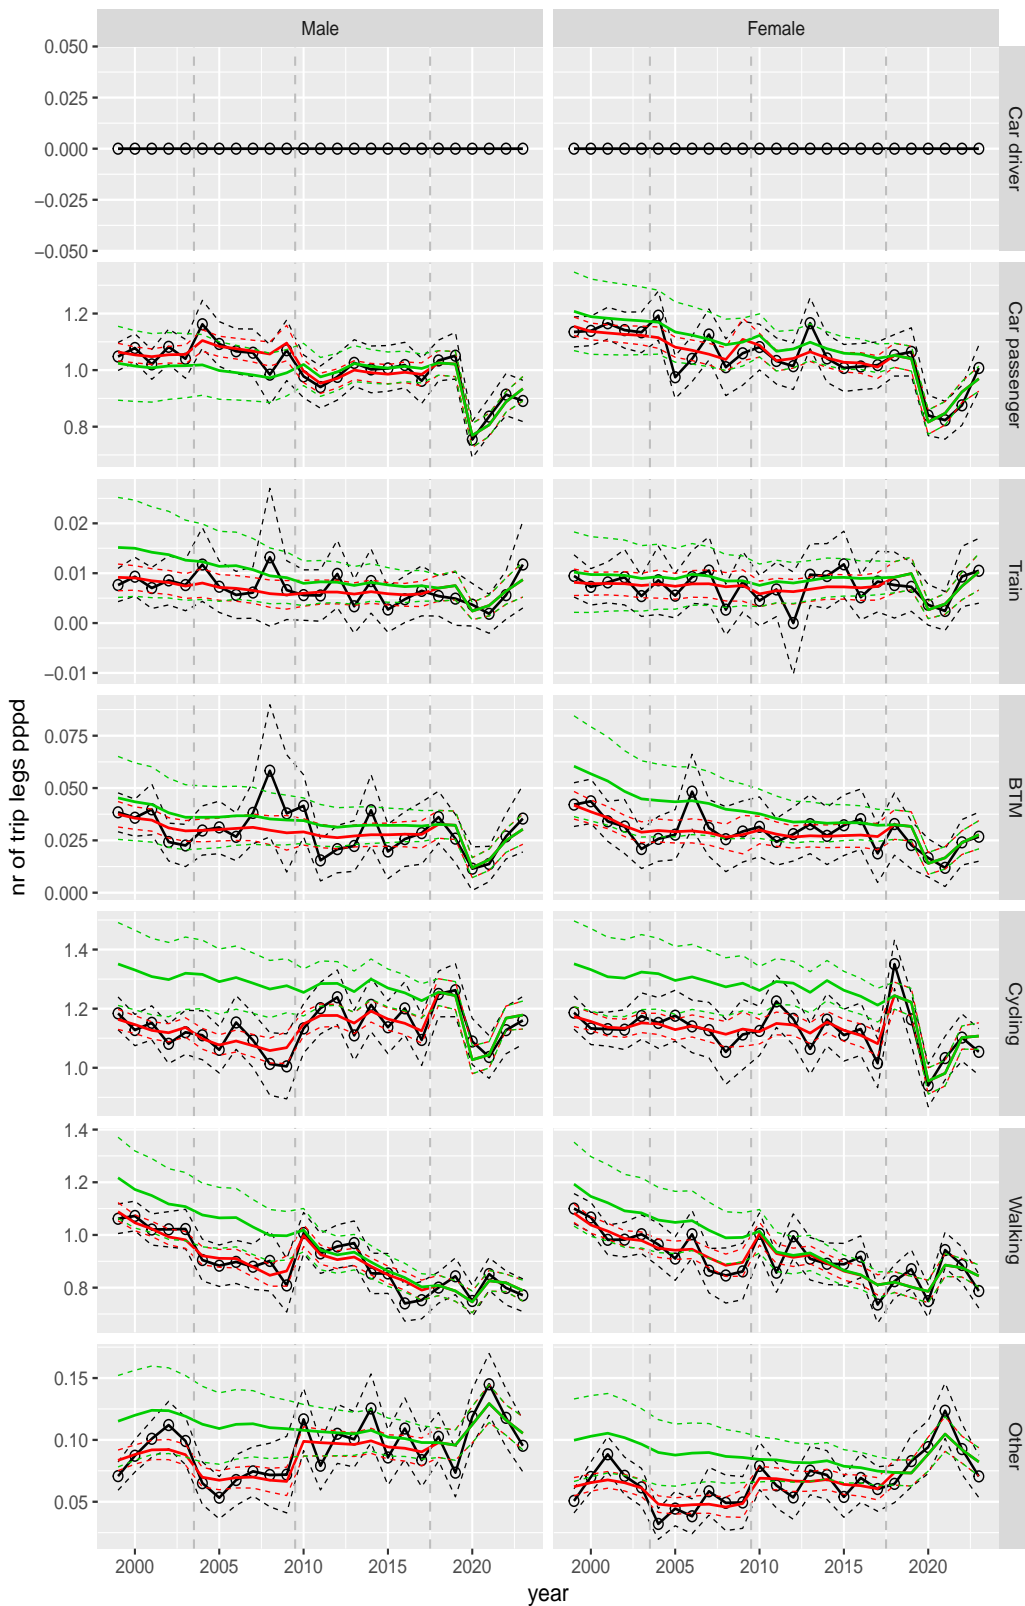 Male Female
0.050
0.025
0.000
−0.025
−0.050
Car driver
1.2
1.0
0.8
Car passenger
0.02
0.01
0.00
−0.01
Train
0.075
0.050
0.025
0.000
BTM
1.4
1.2
1.0
Cycling
1.4
1.2
1.0
0.8
Walking
0.15
0.10
0.05
Other
nr of trip legs pppd
2000 2005 2010 2015 2020 2000 2005 2010 2015 2020
year